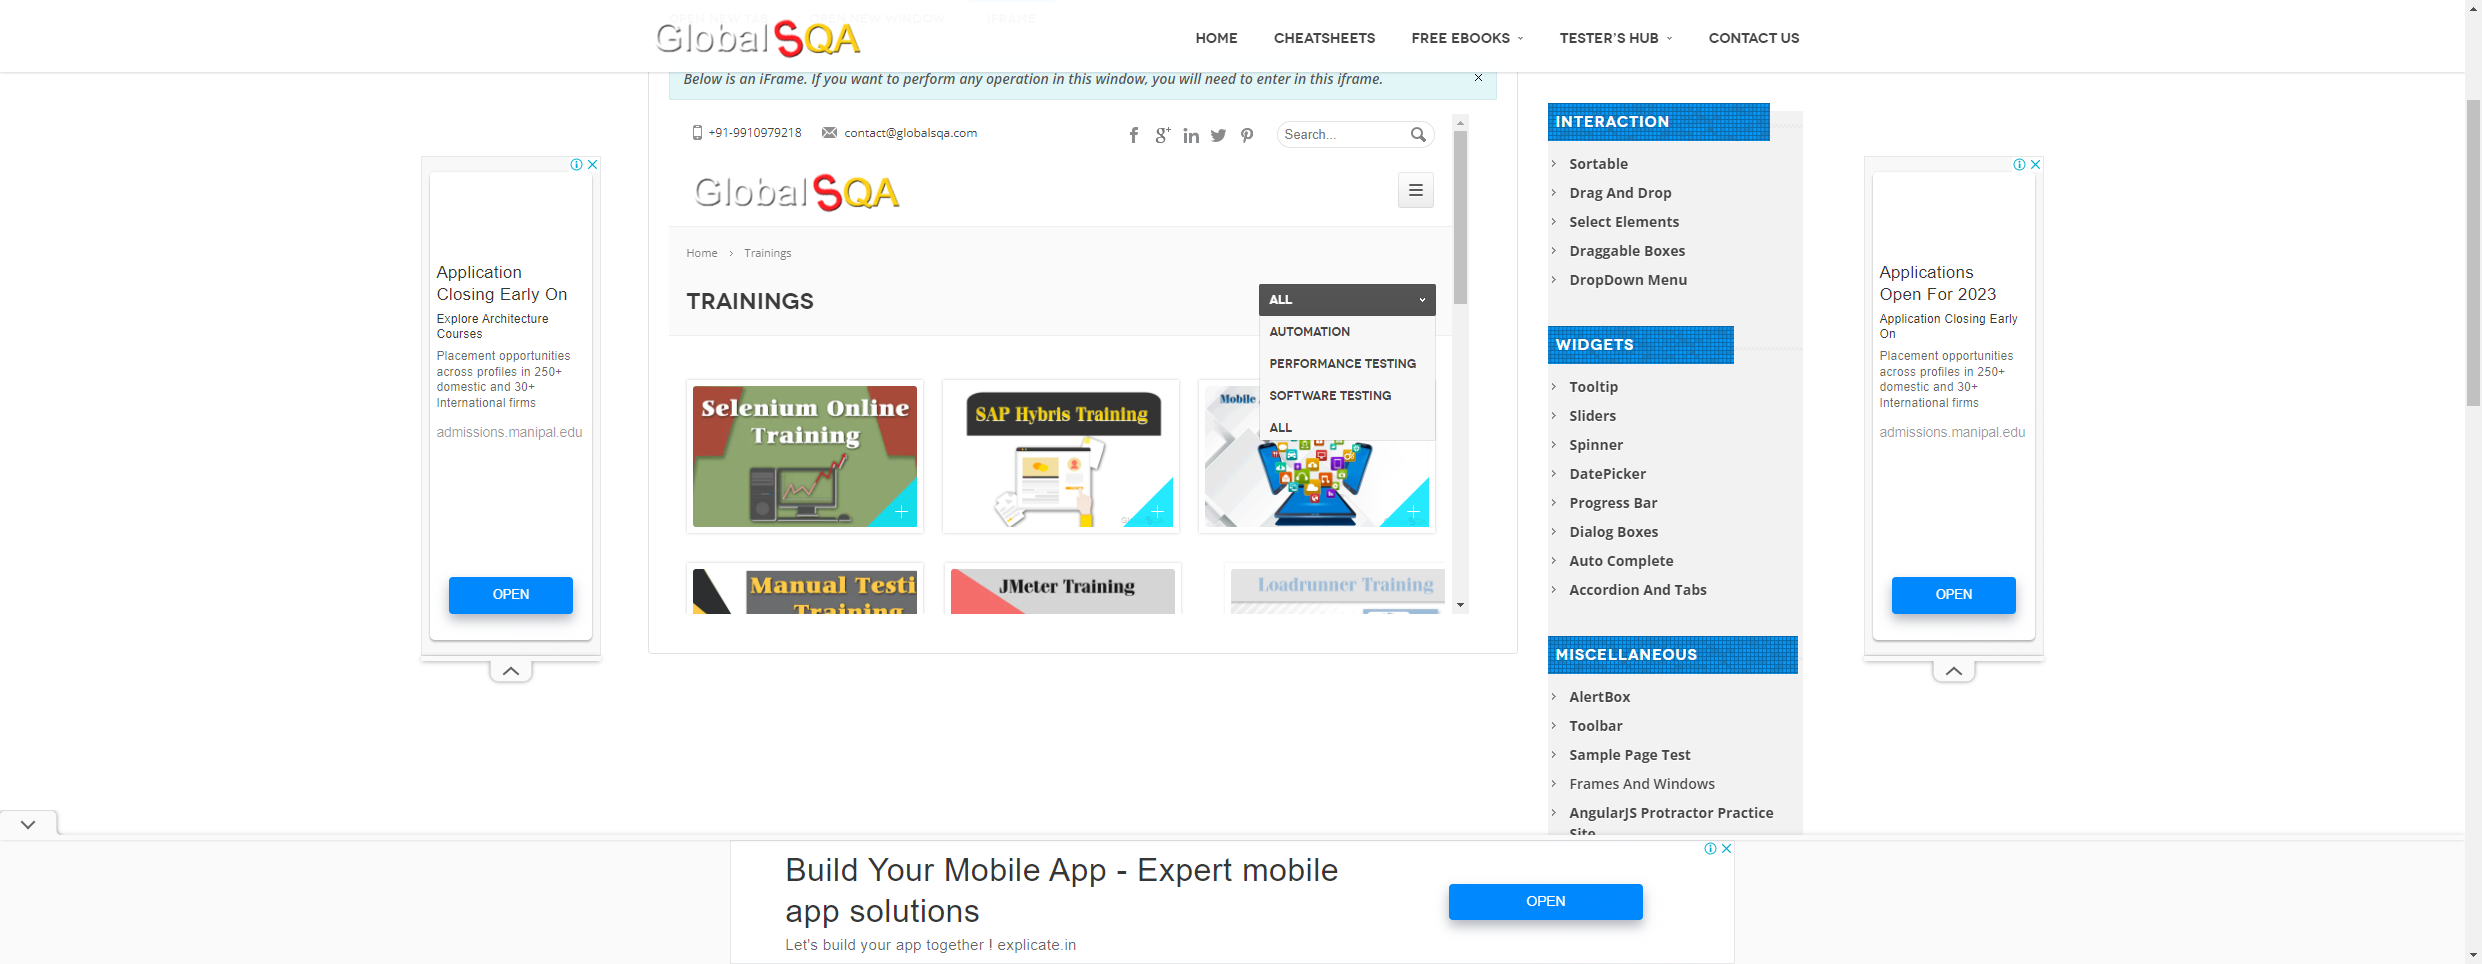 OPEN NEW TAB
OPEN NEW WINDOW
IFRAME
GlobalSQA
HOME
CHEATSHEETS
FREE EBOOKS
TESTER'S HUB
CONTACT US
Below is an iFrame. If you want to perform any operation in this window, you will need to enter in this iframe.
+91-9910979218
contact@globalsqa.com
Search...
GlobalSQA
Home > Trainings
TRAININGS
ALL
AUTOMATION
PERFORMANCE TESTING
SOFTWARE TESTING
ALL
Selenium Online
Training
SAP Hybris Training
Mobile
Manual Testi
Training
JMeter Training
Loadrunner Training
INTERACTION
Sortable
Drag And Drop
Select Elements
Draggable Boxes
DropDown Menu
WIDGETS
Tooltip
Sliders
Spinner
DatePicker
Progress Bar
Dialog Boxes
Auto Complete
Accordion And Tabs
MISCELLANEOUS
AlertBox
Toolbar
Sample Page Test
Frames And Windows
AngularJS Protractor Practice
Site
Application
Closing Early On
Explore Architecture
Courses
Placement opportunities
across profiles in 250+
domestic and 30+
International firms
admissions.manipal.edu
OPEN
Applications
Open For 2023
Application Closing Early
On
Placement opportunities
across profiles in 250+
domestic and 30+
International firms
admissions.manipal.edu
OPEN
Build Your Mobile App - Expert mobile
app solutions
Let's build your app together ! explicate.in
OPEN